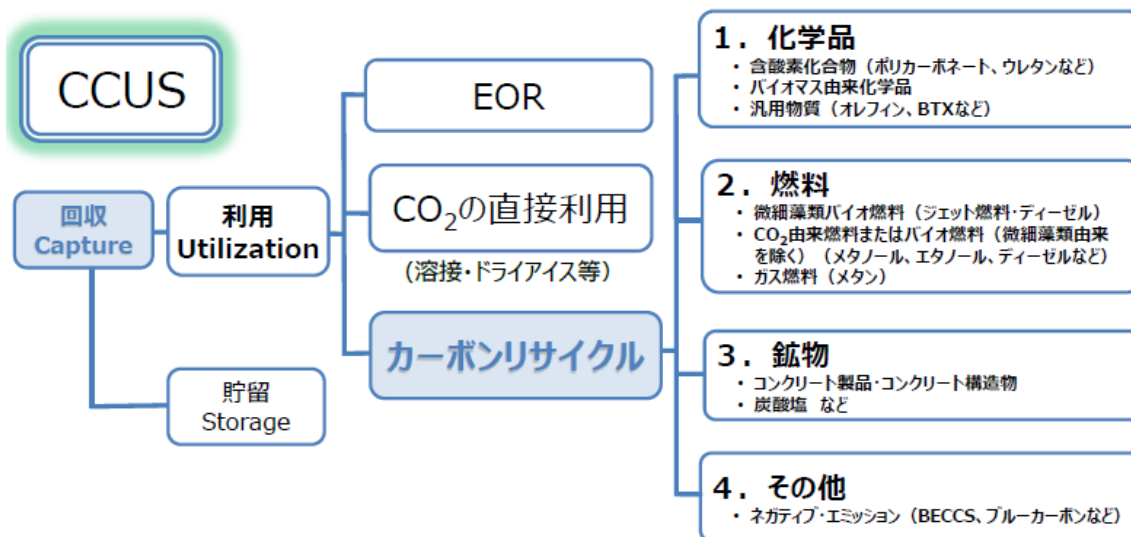 CCUS
回収
Capture
利用
Utilization
貯留
Storage
EOR
CO₂の直接利用
(溶接・ドライアイス等)
カーボンリサイクル
1．化学品
・ 含酸素化合物（ポリカーボネート、ウレタンなど）
・ バイオマス由来化学品
・ 汎用物質（オレフィン、BTXなど）
2．燃料
・ 微細藻類バイオ燃料（ジェット燃料・ディーゼル）
・ CO₂由来燃料またはバイオ燃料（微細藻類由来
を除く）（メタノール、エタノール、ディーゼルなど）
・ ガス燃料（メタン）
3．鉱物
・ コンクリート製品・コンクリート構造物
・ 炭酸塩 など
4．その他
・ ネガティブ・エミッション（BECCS、ブルーカーボンなど）